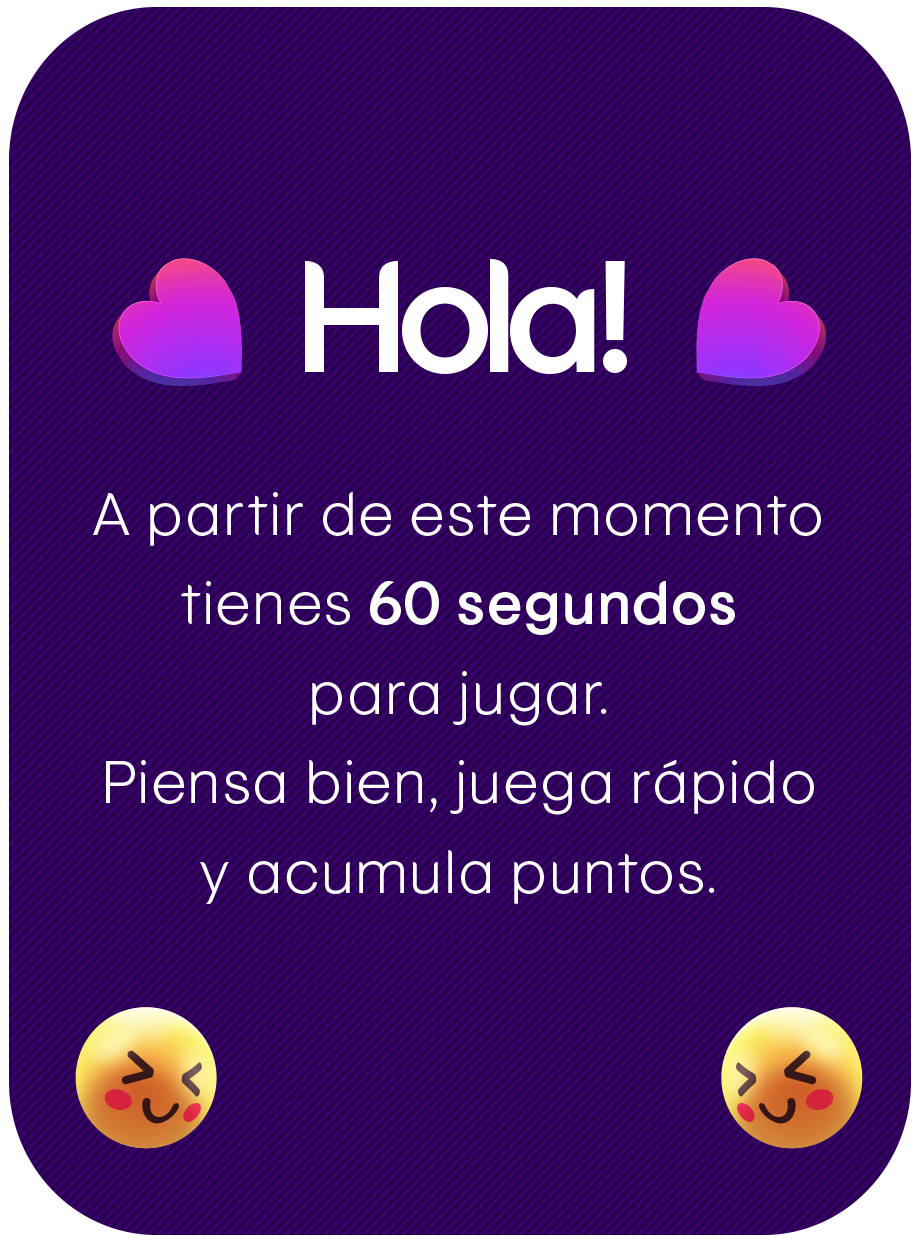 Hola!
A partir de este momento
tienes 60 segundos
para jugar.
Piensa bien, juega rápido
y acumula puntos.